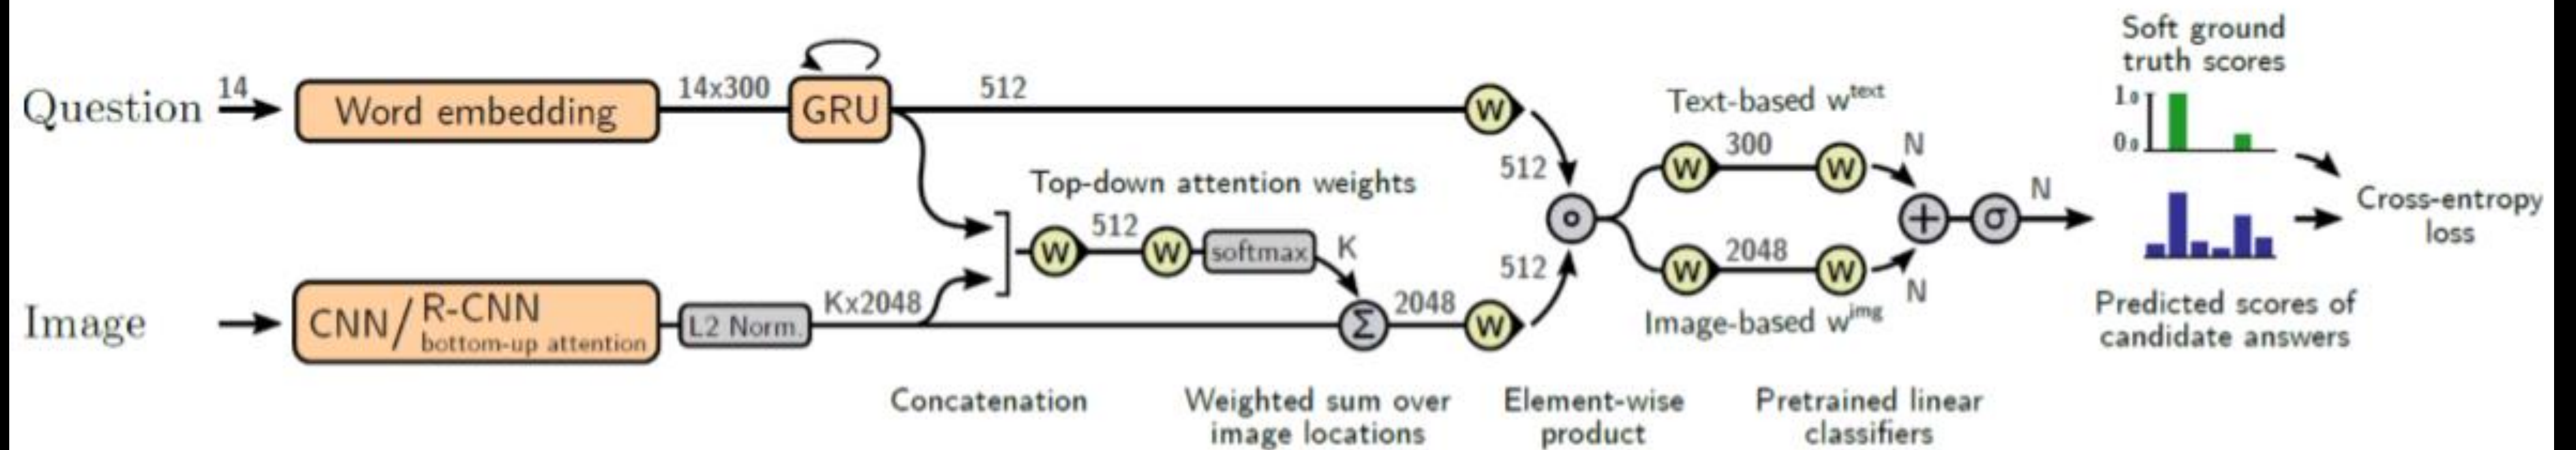 Question
14
Word embedding
14x300
GRU
512
w
Soft ground
truth scores
1.0
0.0
Text-based w^text
w
300
w
N
512
Top-down attention weights
w
512
w
softmax
K
∘
+
σ
N
Cross-entropy
loss
Image
CNN/
R-CNN
bottom-up attention
L2 Norm.
Kx2048
Σ
2048
w
512
w
2048
w
N
Image-based w^img
Predicted scores of
candidate answers
Concatenation
Weighted sum over
image locations
Element-wise
product
Pretrained linear
classifiers